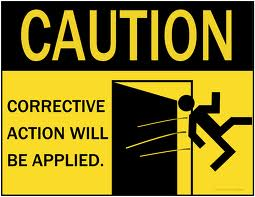 CAUTION
CORRECTIVE
ACTION WILL
BE APPLIED.